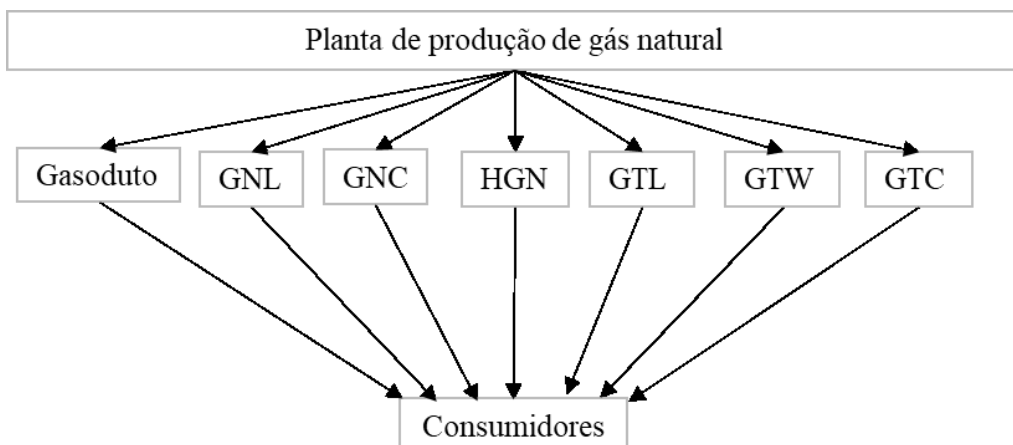 Planta de produção de gás natural
Gasoduto
GNL
GNC
HGN
GTL
GTW
GTC
Consumidores